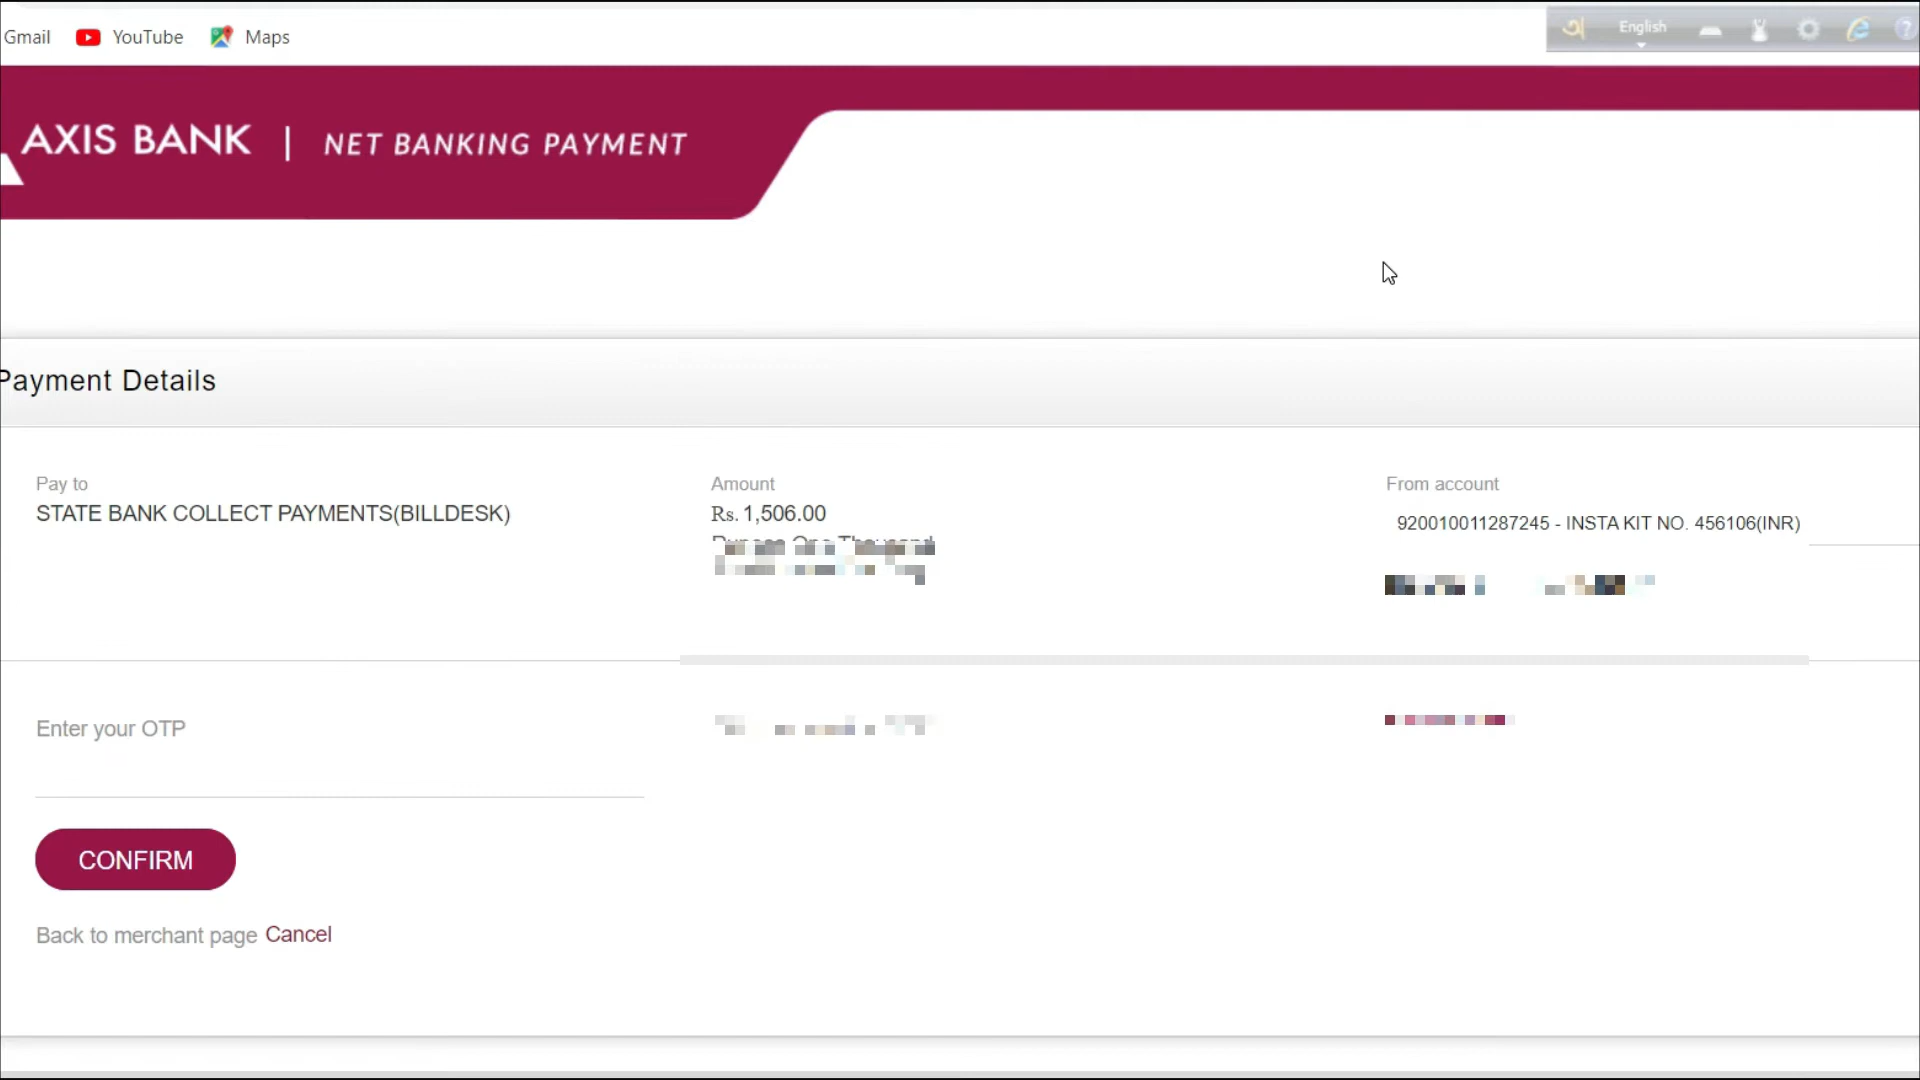 Gmail YouTube Maps
English
AXIS BANK | NET BANKING PAYMENT
Payment Details
Pay to
STATE BANK COLLECT PAYMENTS(BILLDESK)
Amount
Rs. 1,506.00
From account
920010011287245 - INSTA KIT NO. 456106(INR)
Enter your OTP
CONFIRM
Back to merchant page Cancel